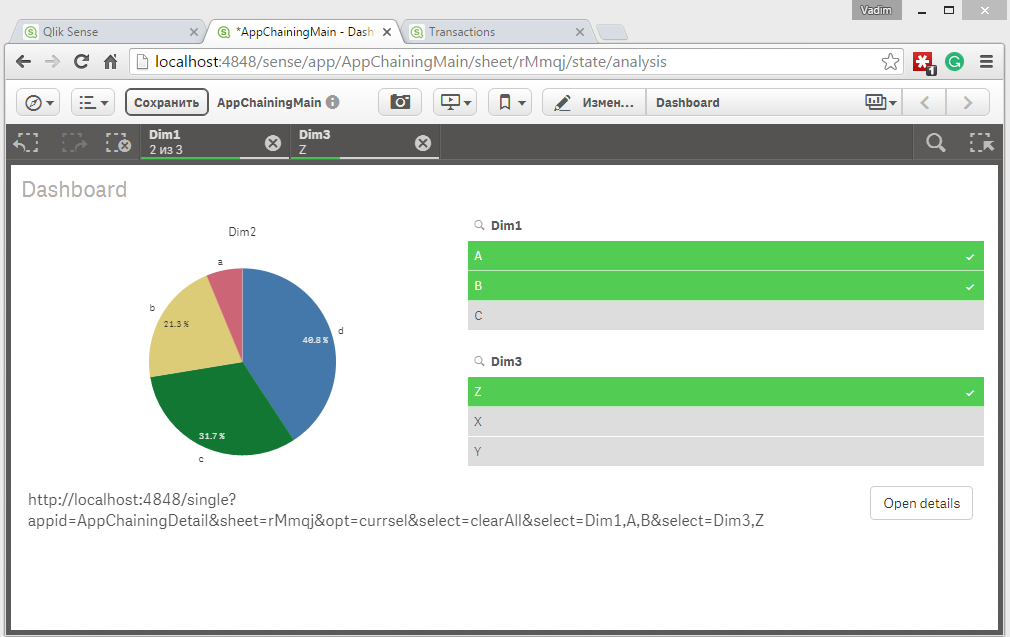 Vadim
Qlik Sense
*AppChainingMain - Dash
Transactions
localhost:4848/sense/app/AppChainingMain/sheet/rMmqj/state/analysis
1
Сохранить
AppChainingMain
Измен...
Dashboard
Dim1
2 из 3
Dim3
Z
Dashboard
Dim2
a
b
21.3 %
40.8 %
d
31.7 %
c
Dim1
A
B
C
Dim3
Z
X
Y
http://localhost:4848/single?
appid=AppChainingDetail&sheet=rMmqj&opt=currsel&select=clearAll&select=Dim1,A,B&select=Dim3,Z
Open details